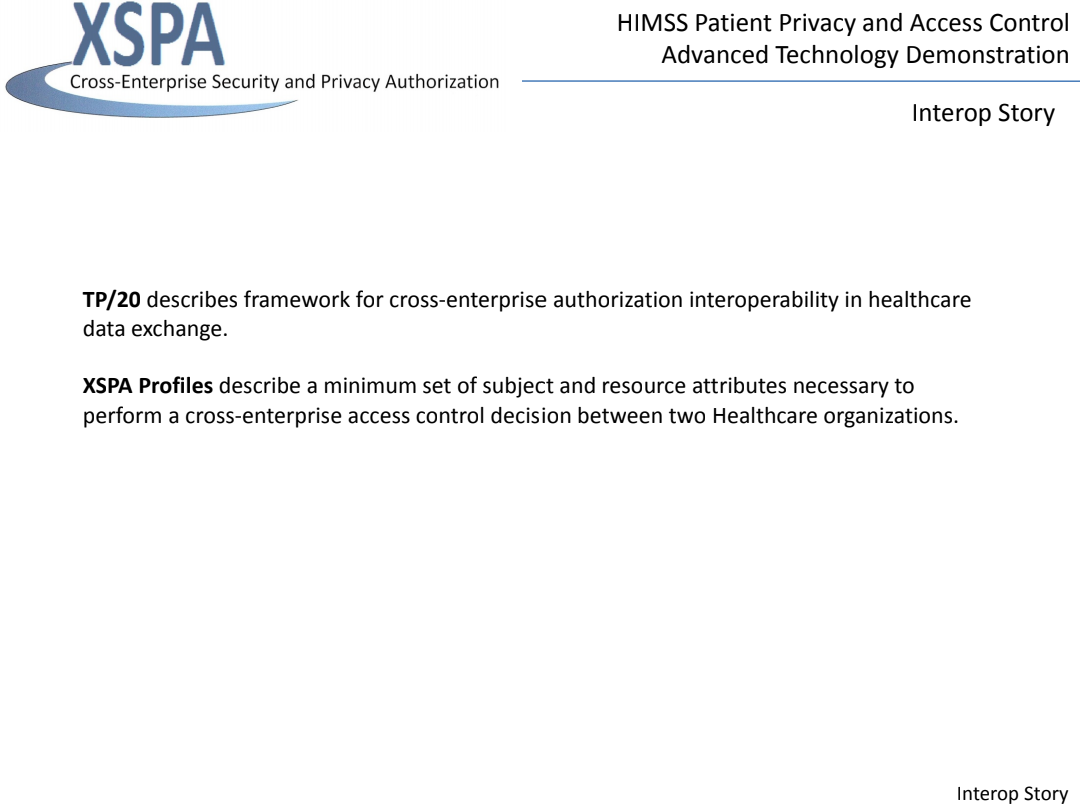 XSPA
Cross-Enterprise Security and Privacy Authorization
HIMSS Patient Privacy and Access Control
Advanced Technology Demonstration
Interop Story
TP/20 describes framework for cross-enterprise authorization interoperability in healthcare
data exchange.
XSPA Profiles describe a minimum set of subject and resource attributes necessary to
perform a cross-enterprise access control decision between two Healthcare organizations.
Interop Story